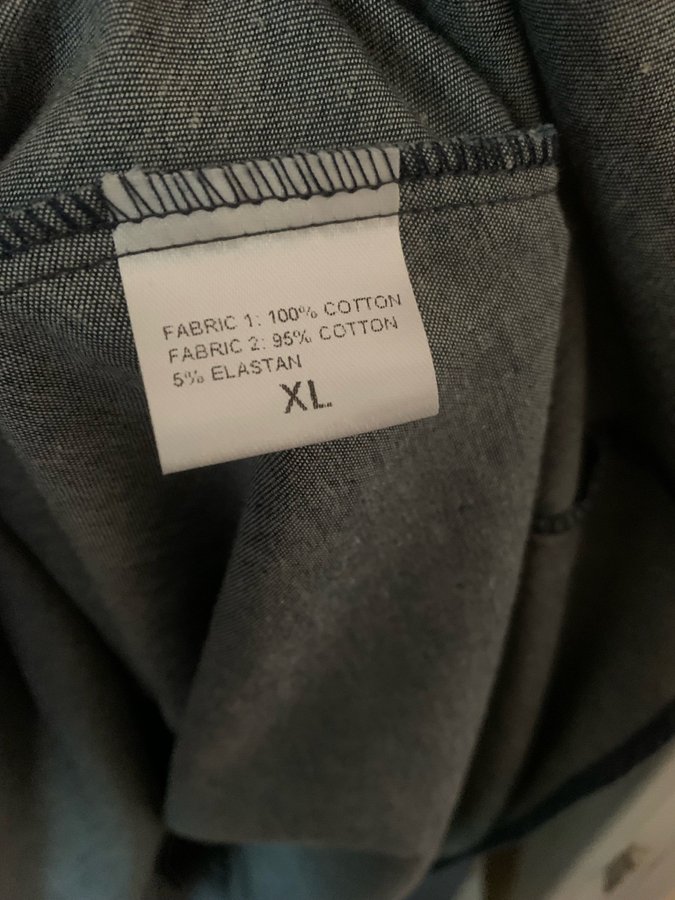 FABRIC 1: 100% COTTON
FABRIC 2: 95% COTTON
5% ELASTAN
XL